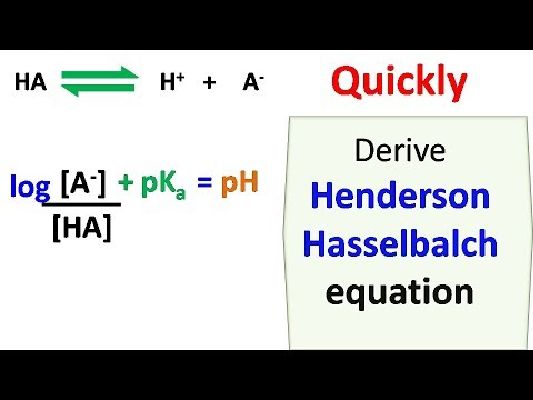 HA ⇌ H⁺ + A⁻
Quickly
log [A⁻] + pKₐ = pH
[HA]
Derive
Henderson
Hasselbalch
equation